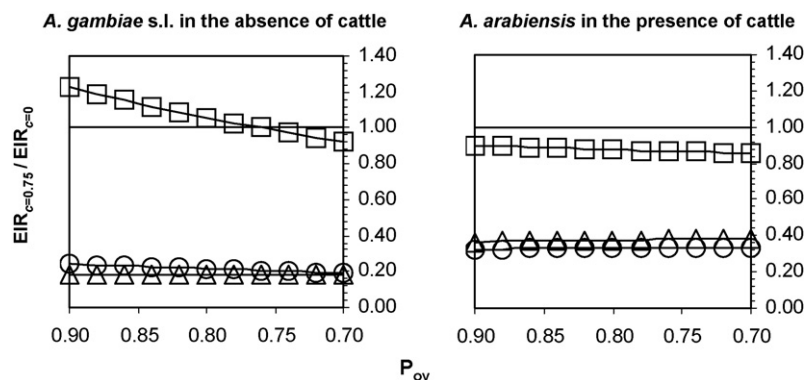 A. gambiae s.l. in the absence of cattle
A. arabiensis in the presence of cattle
EIRc=0.75 / EIRc=0
1.40
1.20
1.00
0.80
0.60
0.40
0.20
0.00
0.90 0.85 0.80 0.75 0.70
1.40
1.20
1.00
0.80
0.60
0.40
0.20
0.00
0.90 0.85 0.80 0.75 0.70
Pov